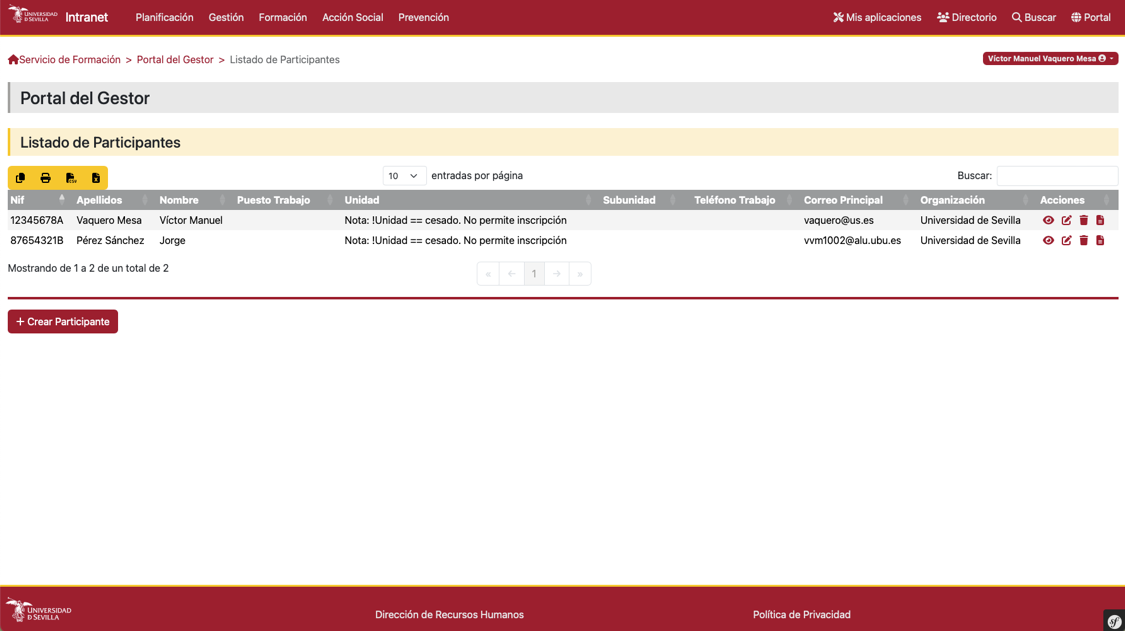 UNIVERSIDAD D SEVILLA Intranet Planificación Gestión Formación Acción Social Prevención Mis aplicaciones Directorio Buscar Portal
Servicio de Formación > Portal del Gestor > Listado de Participantes Víctor Manuel Vaquero Mesa
Portal del Gestor
Listado de Participantes
CSV 10 entradas por página Buscar:
Nif Apellidos Nombre Puesto Trabajo Unidad Subunidad Teléfono Trabajo Correo Principal Organización Acciones
12345678A Vaquero Mesa Víctor Manuel Nota: !Unidad == cesado. No permite inscripción vaquero@us.es Universidad de Sevilla
87654321B Pérez Sánchez Jorge Nota: !Unidad == cesado. No permite inscripción vvm1002@alu.ubu.es Universidad de Sevilla
Mostrando de 1 a 2 de un total de 2 « ← 1 → »
+ Crear Participante
UNIVERSIDAD D SEVILLA Dirección de Recursos Humanos Política de Privacidad
sf